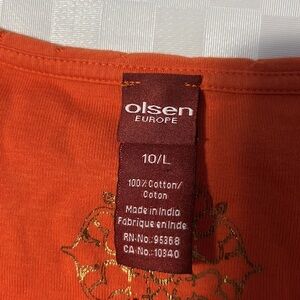 olsen
EUROPE
10/L
100% Cotton/
Coton
Made in India
Fabriqué en Inde
RN-No.: 95368
CA-No.: 10340